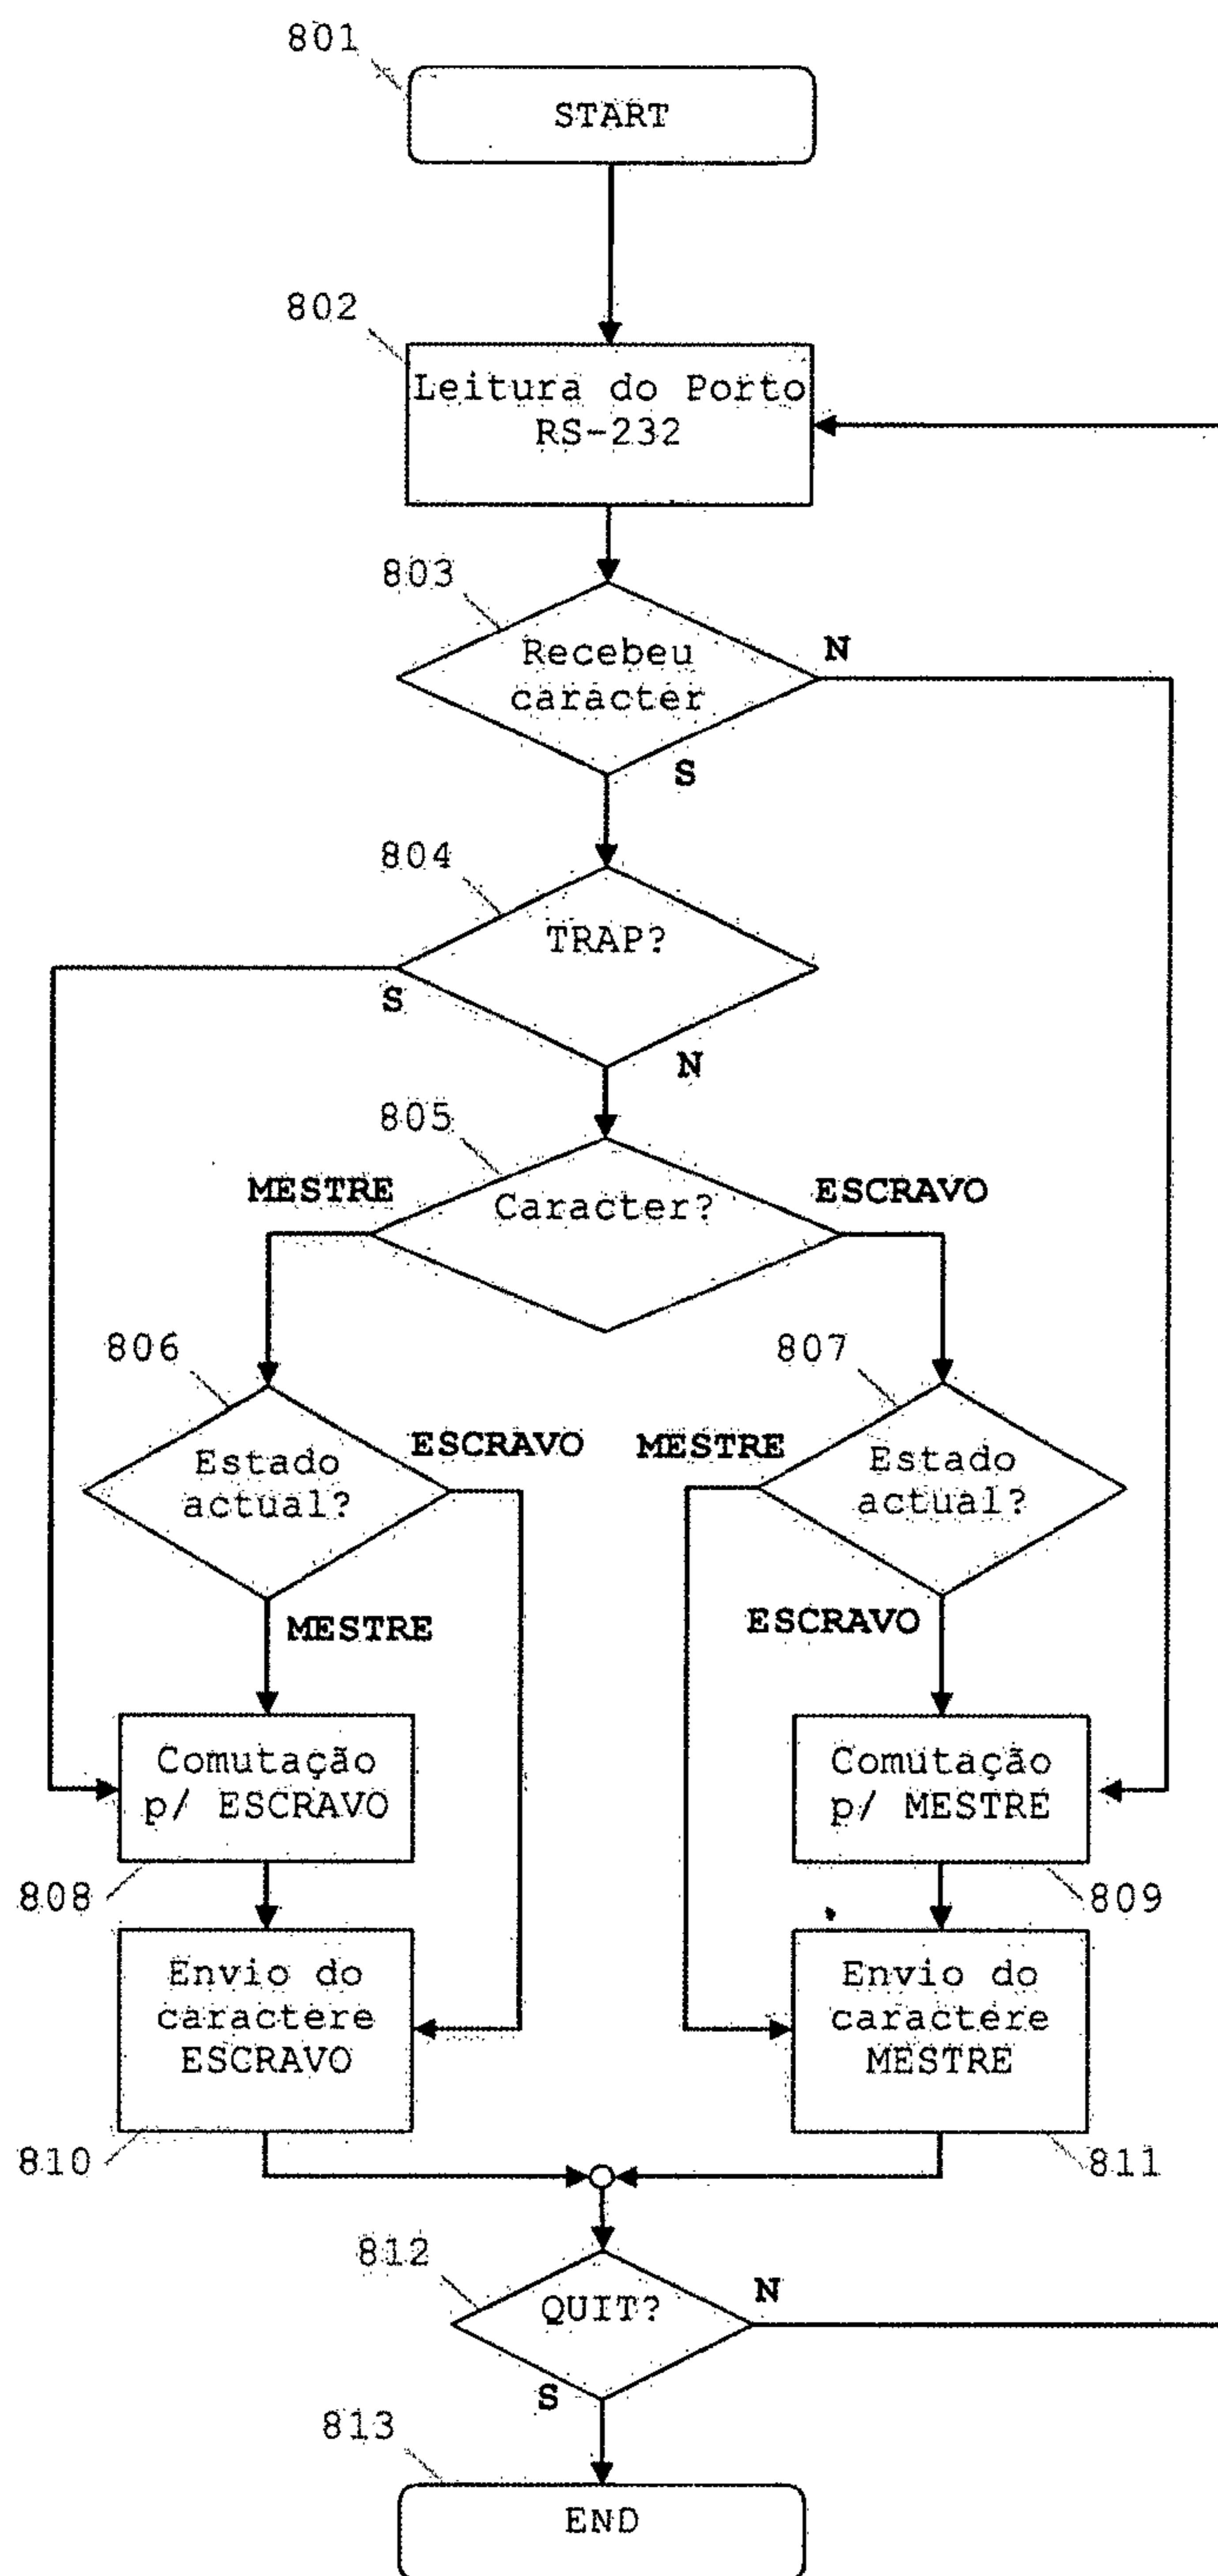 801
START
802
Leitura do Porto
RS-232
803
Recebeu
caracter
N
S
804
TRAP?
S
N
805
MESTRE
Caracter?
ESCRAVO
806
Estado
actual?
ESCRAVO
MESTRE
807
MESTRE
Estado
actual?
ESCRAVO
Comutação
p/ ESCRAVO
808
Comutação
p/ MESTRE
809
Envio do
caractere
ESCRAVO
810
Envio do
caractere
MESTRE
811
812
QUIT?
N
S
813
END